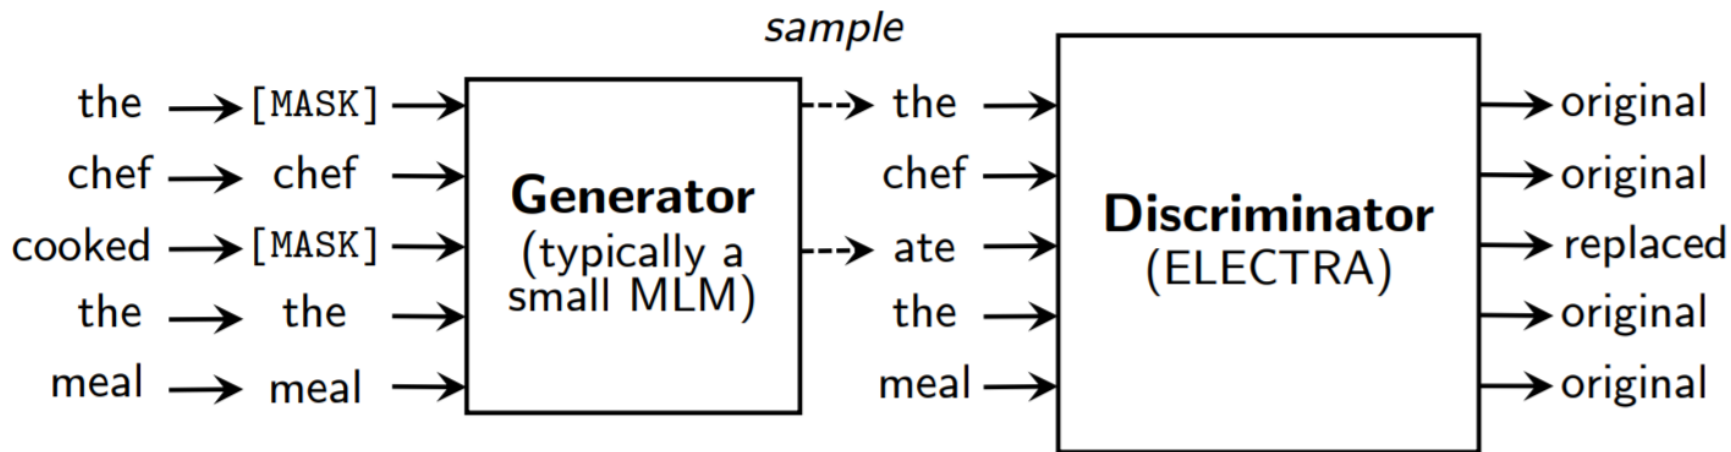 sample
the [MASK] the original
chef chef chef original
Generator
cooked [MASK] ate replaced
(typically a
small MLM)
Discriminator
(ELECTRA)
the the the original
meal meal meal original